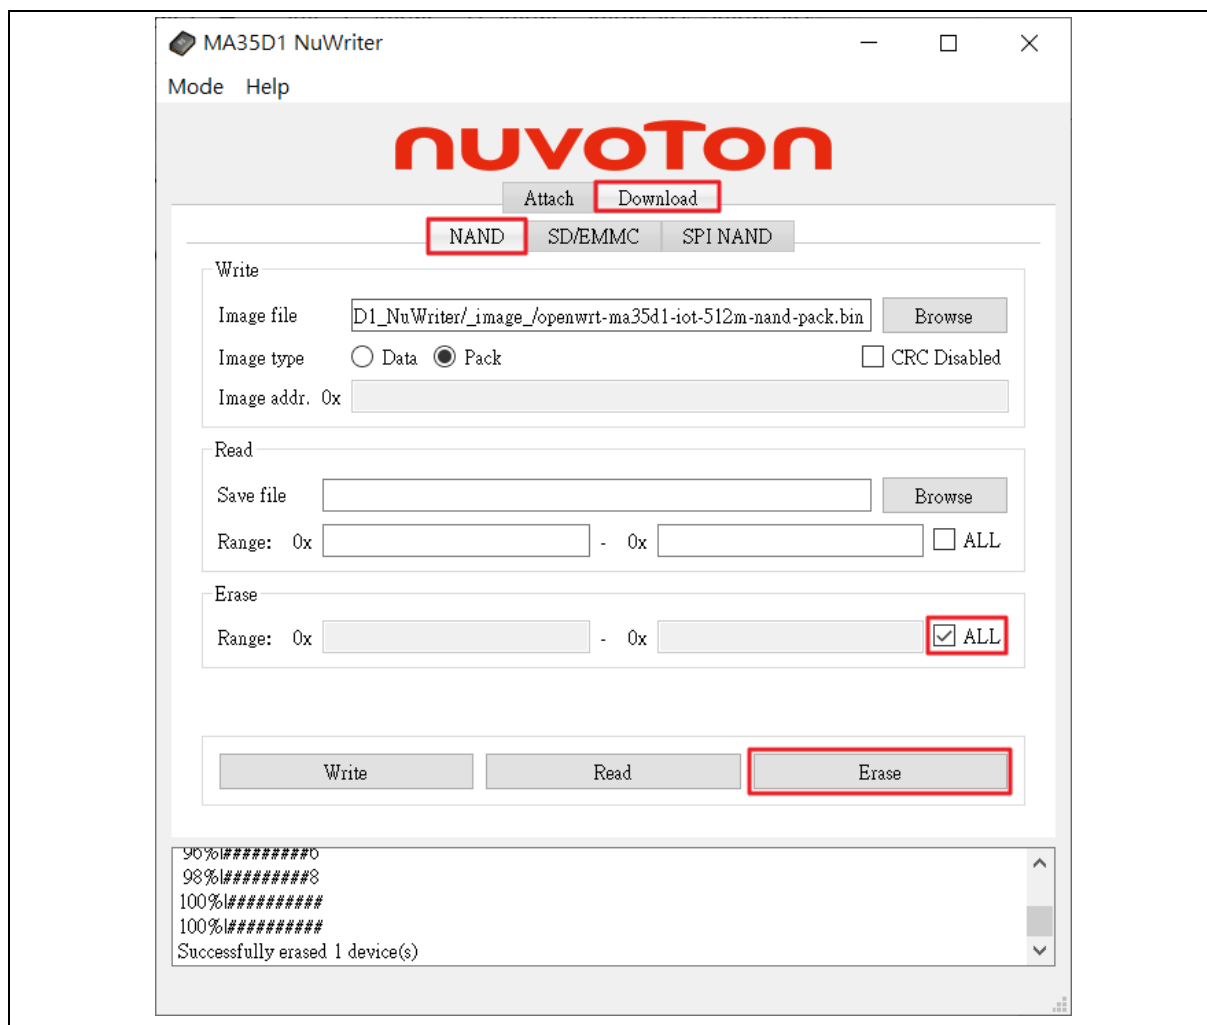 MA35D1 NuWriter
Mode Help
nuvoTon
Attach Download
NAND SD/EMMC SPI NAND
Write
Image file D1_NuWriter/_image_/openwrt-ma35d1-iot-512m-nand-pack.bin Browse
Image type Data Pack CRC Disabled
Image addr. 0x
Read
Save file Browse
Range: 0x - 0x ALL
Erase
Range: 0x - 0x ALL
Write Read Erase
96%|#########6
98%|#########8
100%|##########
100%|##########
Successfully erased 1 device(s)